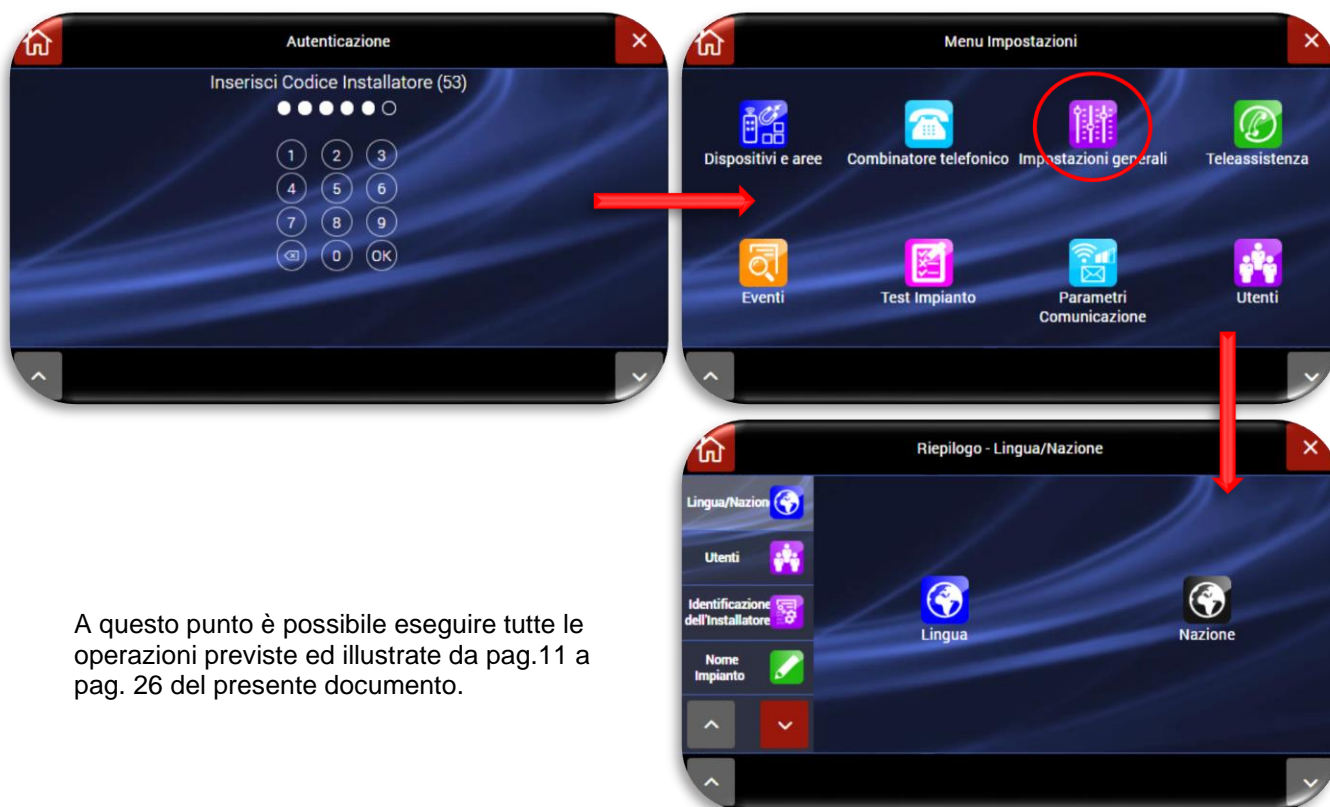 Autenticazione
Inserisci Codice Installatore (53)
1 2 3
4 5 6
7 8 9
0 OK
Menu Impostazioni
Dispositivi e aree
Combinatore telefonico
Impostazioni generali
Teleassistenza
Eventi
Test Impianto
Parametri
Comunicazione
Utenti
Riepilogo - Lingua/Nazione
Lingua/Nazion
Utenti
Identificazione
dell'Installatore
Nome
Impianto
Lingua
Nazione
A questo punto è possibile eseguire tutte le
operazioni previste ed illustrate da pag.11 a
pag. 26 del presente documento.